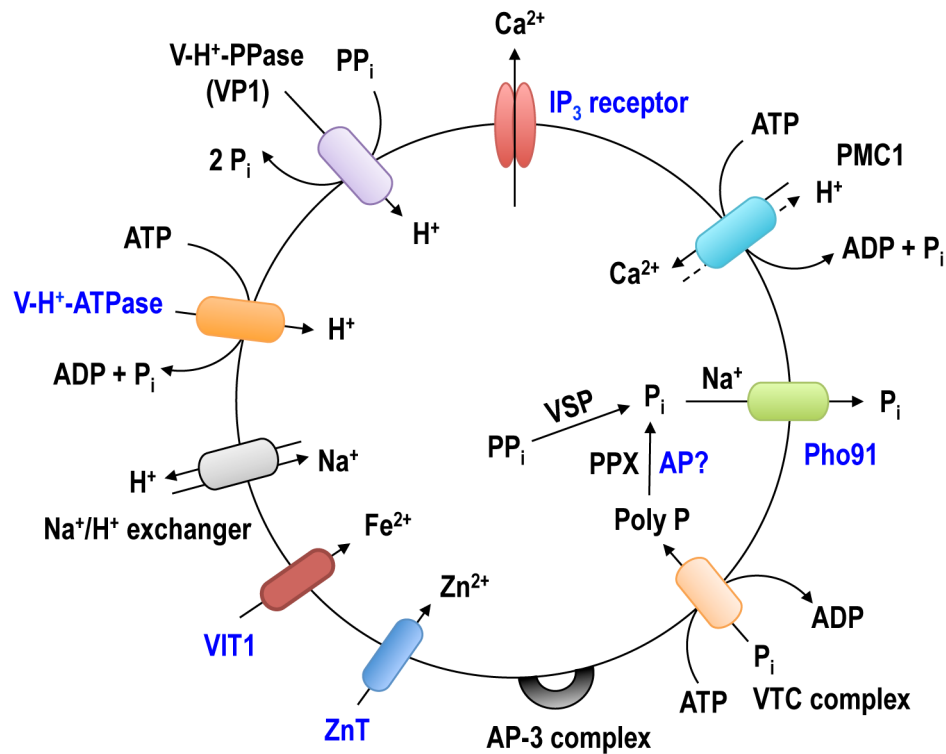 Ca²⁺
V-H⁺-PPase
(VP1)
PPᵢ
IP₃ receptor
ATP
PMC1
2 Pᵢ
H⁺
H⁺
ATP
Ca²⁺
ADP + Pᵢ
V-H⁺-ATPase
H⁺
ADP + Pᵢ
VSP
Pᵢ
Na⁺
Pᵢ
PPᵢ
PPX
AP?
Pho91
H⁺
Na⁺
Na⁺/H⁺ exchanger
Poly P
Fe²⁺
Zn²⁺
VIT1
ADP
Pᵢ
ZnT
ATP
VTC complex
AP-3 complex